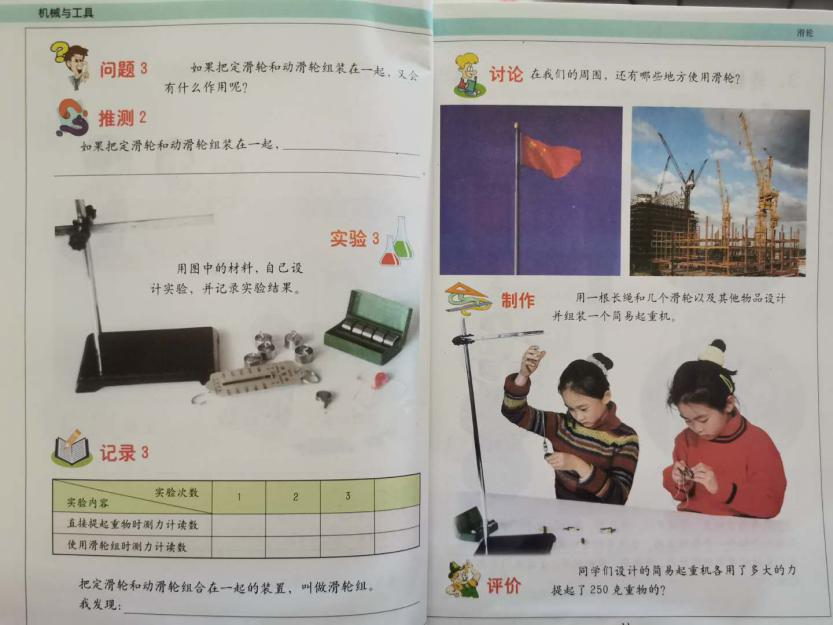 机械与工具
问题 3
如果把定滑轮和动滑轮组装在一起，又会
有什么作用呢？
推测 2
如果把定滑轮和动滑轮组装在一起，
实验 3
用图中的材料，自己设
计实验，并记录实验结果。
记录 3
实验次数 1 2 3
实验内容
直接提起重物时测力计读数
使用滑轮组时测力计读数
把定滑轮和动滑轮组合在一起的装置，叫做滑轮组。
我发现：
滑轮
讨论 在我们的周围，还有哪些地方使用滑轮？
制作 用一根长绳和几个滑轮以及其他物品设计
并组装一个简易起重机。
评价 同学们设计的简易起重机各用了多大的力
提起了 250 克重物的？